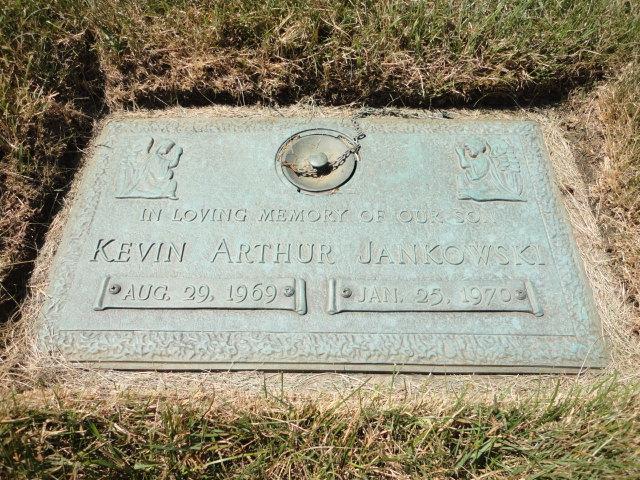 IN LOVING MEMORY OF OUR SON
KEVIN ARTHUR JANKOWSKI
AUG. 29, 1969 JAN. 25, 1970